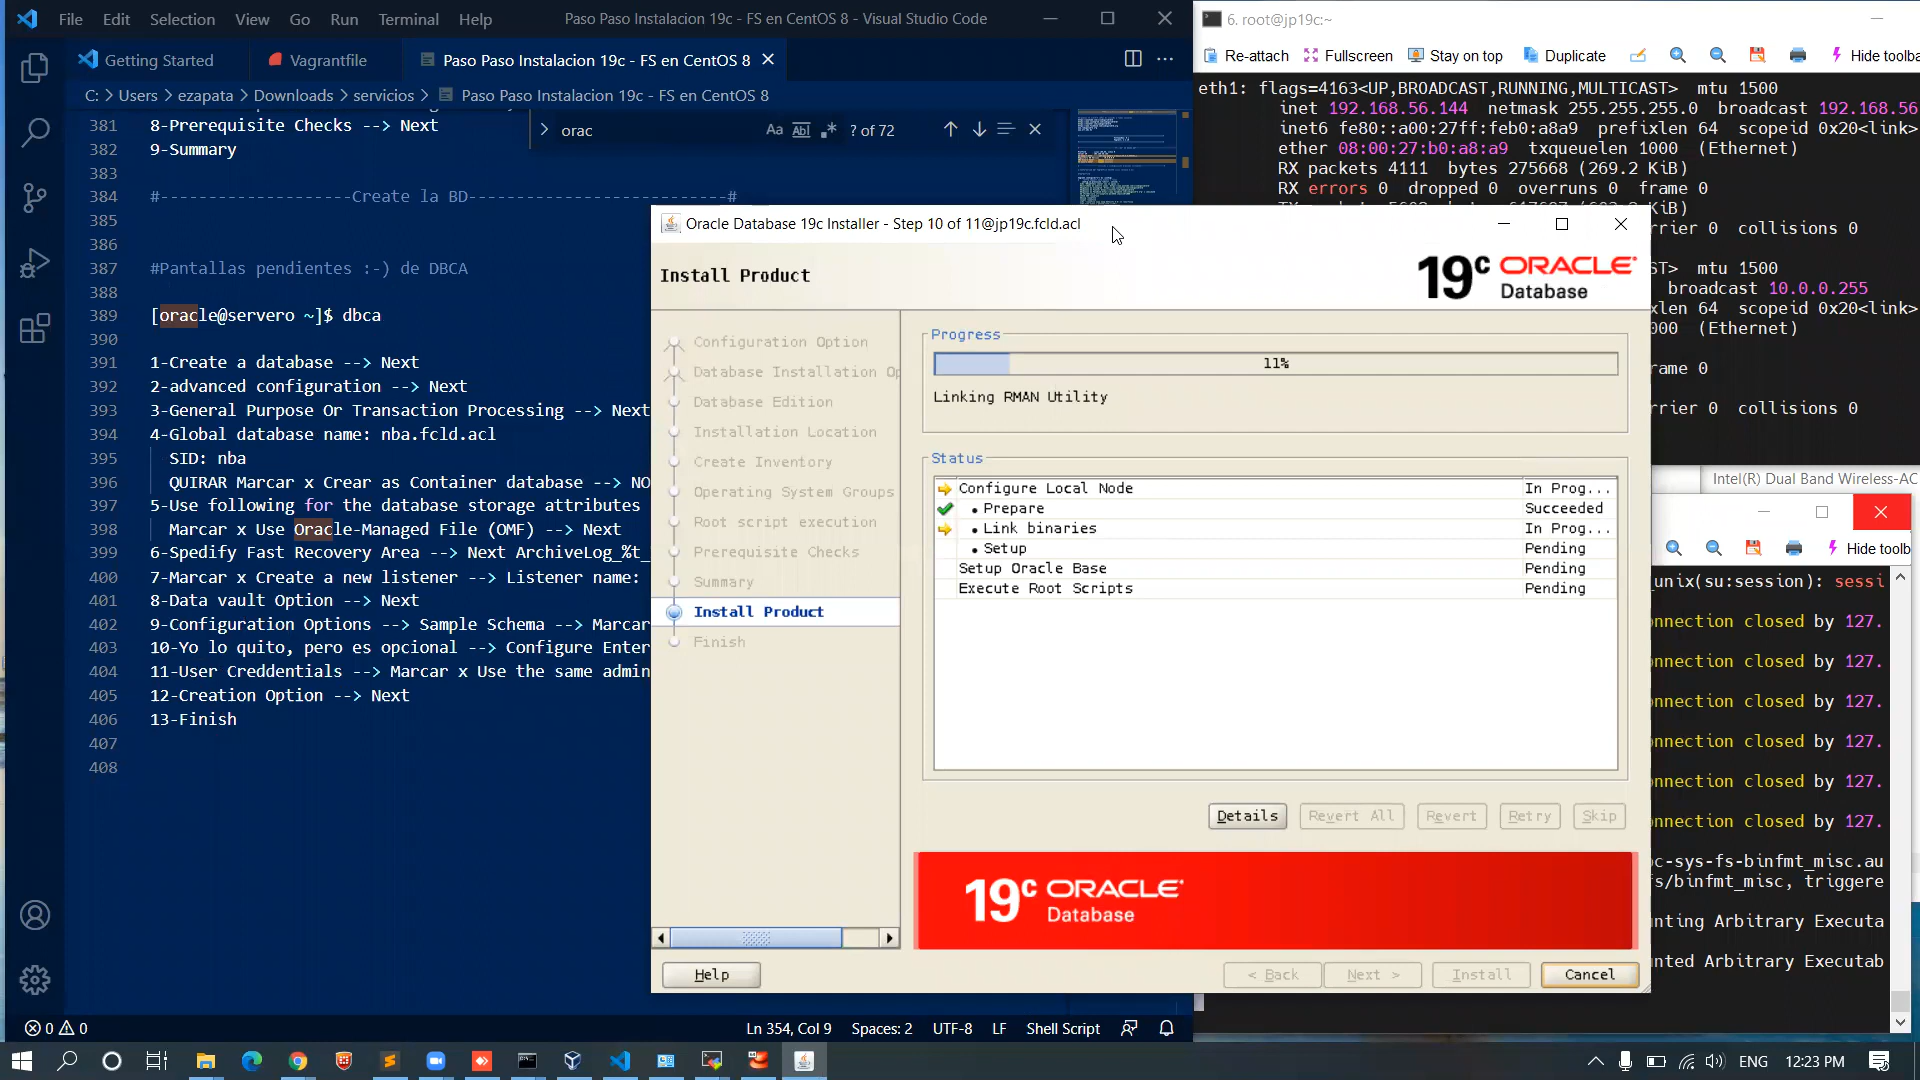 File Edit Selection View Go Run Terminal Help
Paso Paso Instalacion 19c - FS en CentOS 8 - Visual Studio Code
Getting Started
Vagrantfile
Paso Paso Instalacion 19c - FS en CentOS 8
C: > Users > ezapata > Downloads > servicios > Paso Paso Instalacion 19c - FS en CentOS 8
orac
Aa Abl ? of 72
381 8-Prerequisite Checks --> Next
382 9-Summary
383
384 #-------------------Create la BD------------------------#
385
386
387 #Pantallas pendientes :-) de DBCA
388
389 [oracle@servero ~]$ dbca
390
391 1-Create a database --> Next
392 2-advanced configuration --> Next
393 3-General Purpose Or Transaction Processing --> Next
394 4-Global database name: nba.fcld.acl
395 SID: nba
396 QUIRAR Marcar x Crear as Container database --> NO
397 5-Use following for the database storage attributes
398 Marcar x Use Oracle-Managed File (OMF) --> Next
399 6-Spedify Fast Recovery Area --> Next ArchiveLog_%t_
400 7-Marcar x Create a new listener --> Listener name:
401 8-Data vault Option --> Next
402 9-Configuration Options --> Sample Schema --> Marcar
403 10-Yo lo quito, pero es opcional --> Configure Enter
404 11-User Creddentials --> Marcar x Use the same admin
405 12-Creation Option --> Next
406 13-Finish
407
408
0 0
Ln 354, Col 9 Spaces: 2 UTF-8 LF Shell Script
Oracle Database 19c Installer - Step 10 of 11@jp19c.fcld.acl
Install Product
19c ORACLE
Database
Configuration Option
Database Installation Op
Database Edition
Installation Location
Create Inventory
Operating System Groups
Root script execution
Prerequisite Checks
Summary
Install Product
Finish
Progress
11%
Linking RMAN Utility
Status
Configure Local Node In Prog...
• Prepare Succeeded
• Link binaries In Prog...
• Setup Pending
Setup Oracle Base Pending
Execute Root Scripts Pending
Details Revert All Revert Retry Skip
19c ORACLE
Database
Help < Back Next > Install Cancel
6. root@jp19c:~
Re-attach Fullscreen Stay on top Duplicate Hide toolba
eth1: flags=4163<UP,BROADCAST,RUNNING,MULTICAST> mtu 1500
inet 192.168.56.144 netmask 255.255.255.0 broadcast 192.168.56
inet6 fe80::a00:27ff:feb0:a8a9 prefixlen 64 scopeid 0x20<link>
ether 08:00:27:b0:a8:a9 txqueuelen 1000 (Ethernet)
RX packets 4111 bytes 275668 (269.2 KiB)
RX errors 0 dropped 0 overruns 0 frame 0
KiB)
rrier 0 collisions 0
ST> mtu 1500
broadcast 10.0.0.255
xlen 64 scopeid 0x20<link>
000 (Ethernet)
rame 0
rrier 0 collisions 0
Intel(R) Dual Band Wireless-AC
Hide toolb
_unix(su:session): sessi
onnection closed by 127.
onnection closed by 127.
onnection closed by 127.
onnection closed by 127.
onnection closed by 127.
onnection closed by 127.
oc-sys-fs-binfmt_misc.au
fs/binfmt_misc, triggere
unting Arbitrary Executa
unted Arbitrary Executab
ENG 12:23 PM